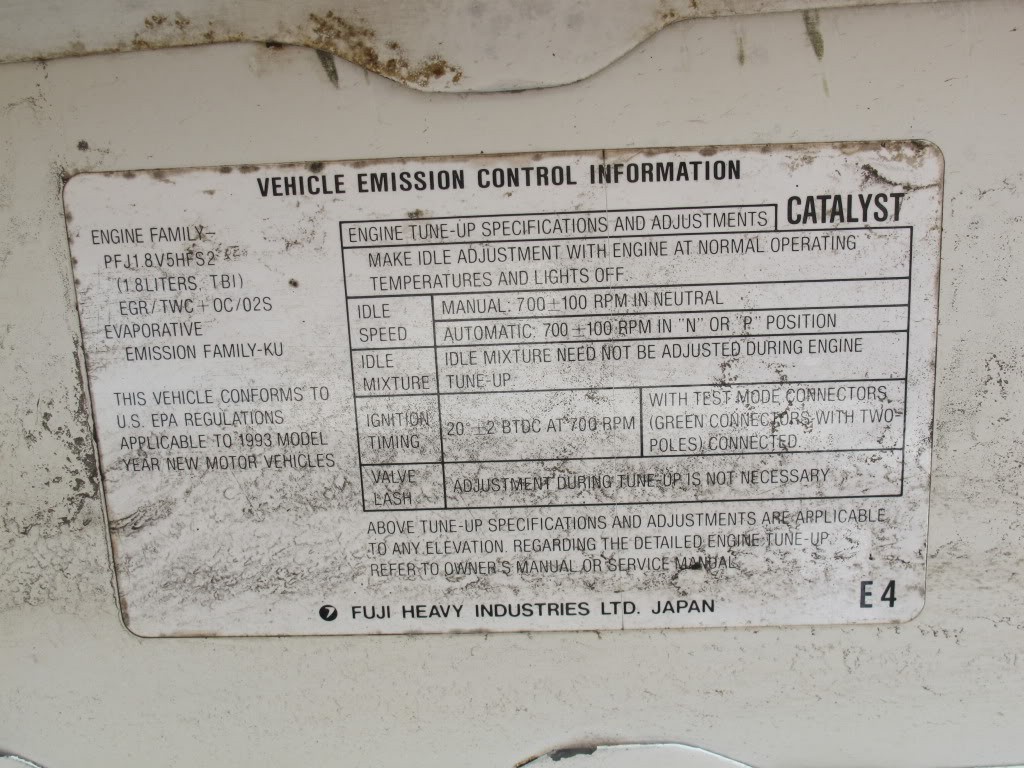 VEHICLE EMISSION CONTROL INFORMATION
CATALYST
ENGINE FAMILY-
PFJ1.8V5HFS2
(1.8LITERS, TBI)
EGR/TWC+OC/02S
EVAPORATIVE
EMISSION FAMILY-KU
THIS VEHICLE CONFORMS TO
U.S. EPA REGULATIONS
APPLICABLE TO 1993 MODEL
YEAR NEW MOTOR VEHICLES.
ENGINE TUNE-UP SPECIFICATIONS AND ADJUSTMENTS
MAKE IDLE ADJUSTMENT WITH ENGINE AT NORMAL OPERATING
TEMPERATURES AND LIGHTS OFF.
IDLE
SPEED
MANUAL: 700±100 RPM IN NEUTRAL
AUTOMATIC: 700±100 RPM IN "N" OR "P" POSITION
IDLE
MIXTURE
IDLE MIXTURE NEED NOT BE ADJUSTED DURING ENGINE
TUNE-UP.
IGNITION
TIMING
20°±2°BTDC AT 700 RPM
WITH TEST MODE CONNECTORS
(GREEN CONNECTORS WITH TWO-
POLES) CONNECTED.
VALVE
LASH
ADJUSTMENT DURING TUNE-UP IS NOT NECESSARY
ABOVE TUNE-UP SPECIFICATIONS AND ADJUSTMENTS ARE APPLICABLE
TO ANY ELEVATION. REGARDING THE DETAILED ENGINE TUNE-UP,
REFER TO OWNER'S MANUAL OR SERVICE MANUAL.
FUJI HEAVY INDUSTRIES LTD. JAPAN
E4